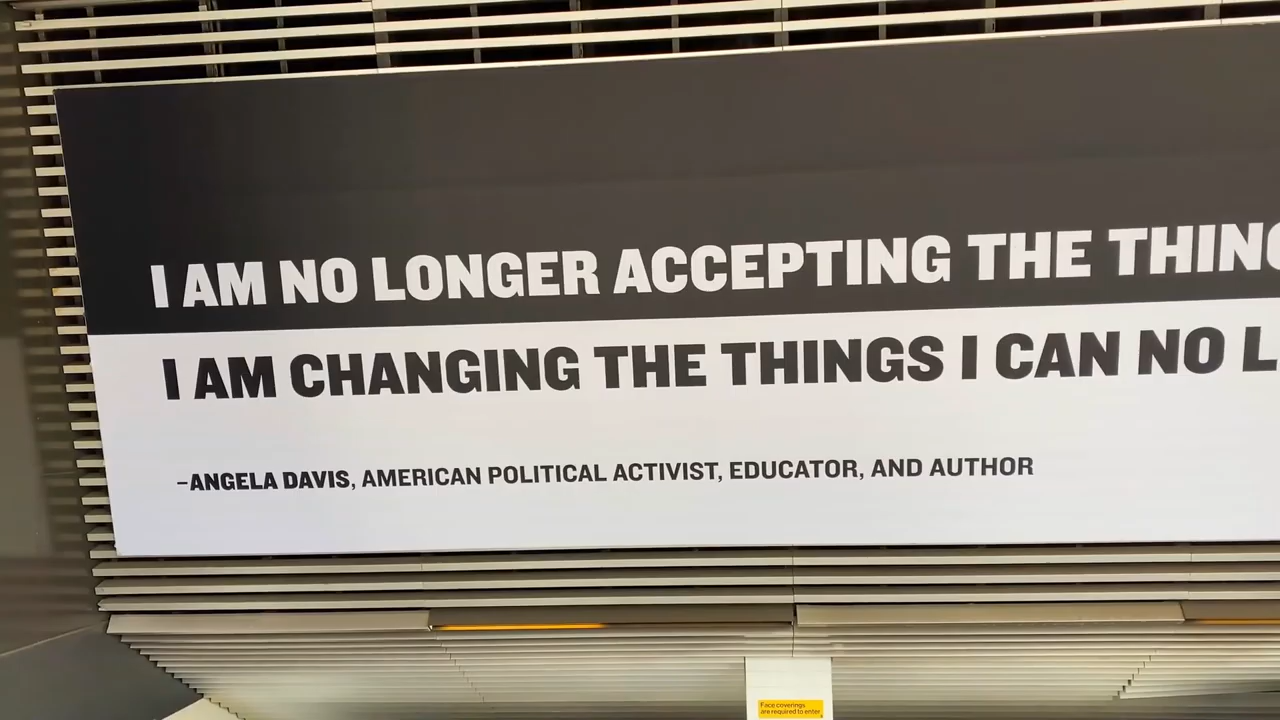 I AM NO LONGER ACCEPTING THE THING
I AM CHANGING THE THINGS I CAN NO L
–ANGELA DAVIS, AMERICAN POLITICAL ACTIVIST, EDUCATOR, AND AUTHOR
Face coverings
are required to enter